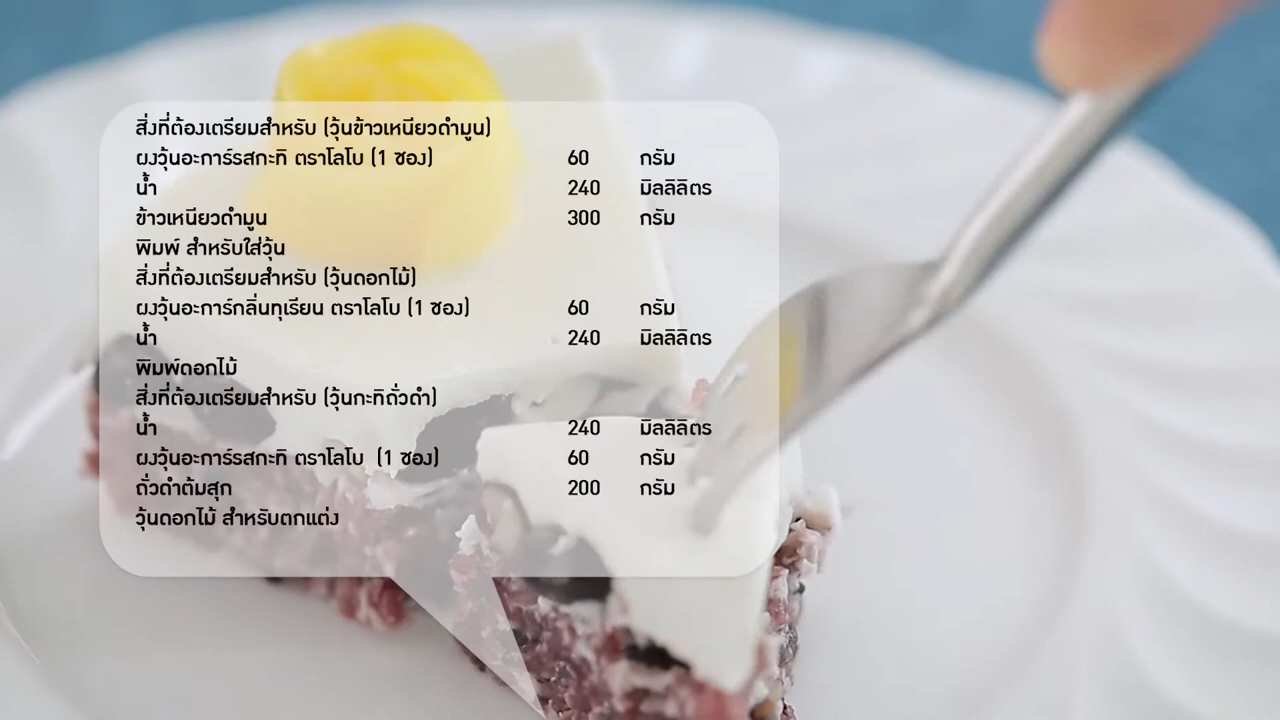 สิ่งที่ต้องเตรียมสำหรับ (วุ้นข้าวเหนียวดำมูน)
ผงวุ้นอะการ์รสกะทิ ตราโลโบ (1 ซอง) 60 กรัม
น้ำ 240 มิลลิลิตร
ข้าวเหนียวดำมูน 300 กรัม
พิมพ์ สำหรับใส่วุ้น
สิ่งที่ต้องเตรียมสำหรับ (วุ้นดอกไม้)
ผงวุ้นอะการ์กลิ่นทุเรียน ตราโลโบ (1 ซอง) 60 กรัม
น้ำ 240 มิลลิลิตร
พิมพ์ดอกไม้
สิ่งที่ต้องเตรียมสำหรับ (วุ้นกะทิถั่วดำ)
น้ำ 240 มิลลิลิตร
ผงวุ้นอะการ์รสกะทิ ตราโลโบ (1 ซอง) 60 กรัม
ถั่วดำต้มสุก 200 กรัม
วุ้นดอกไม้ สำหรับตกแต่ง